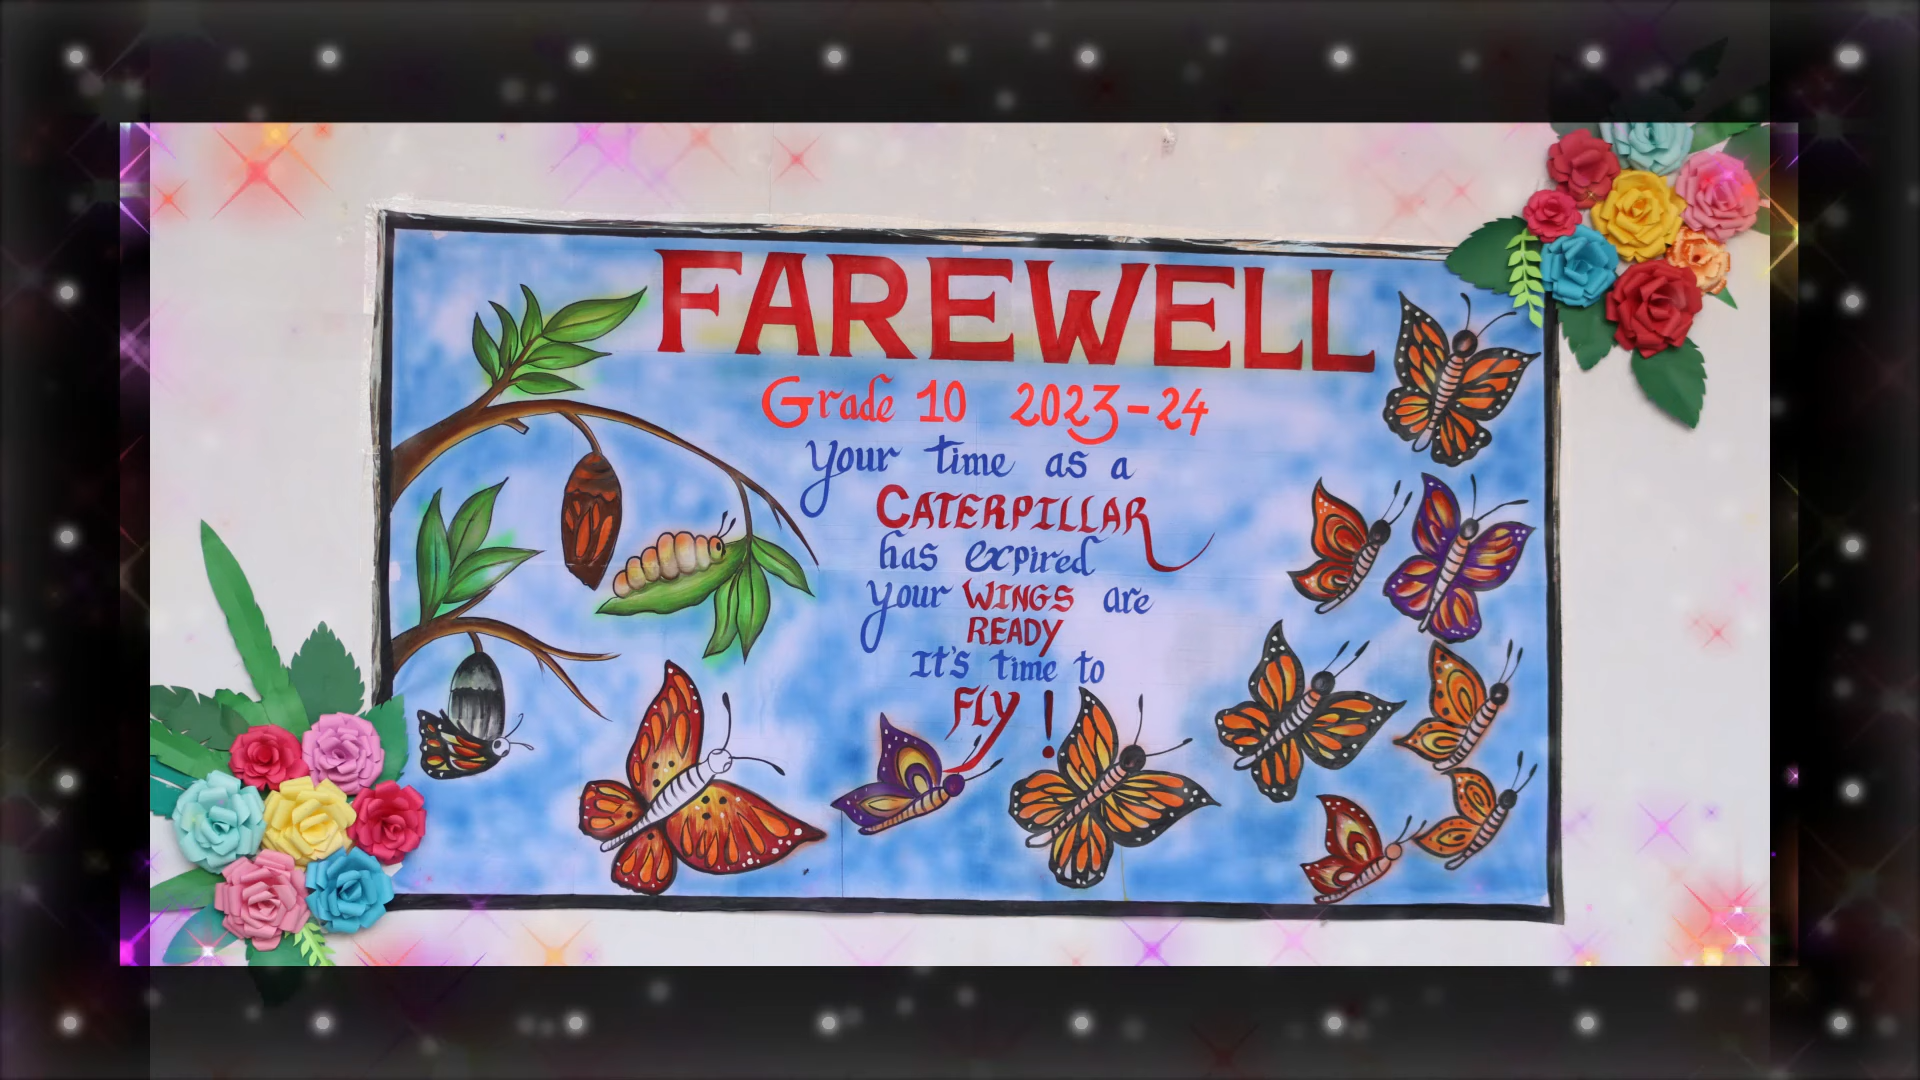 FAREWELL
Grade 10 2023-24
your time as a
CATERPILLAR
has expired
your WINGS are
READY
It's time to
FLY!